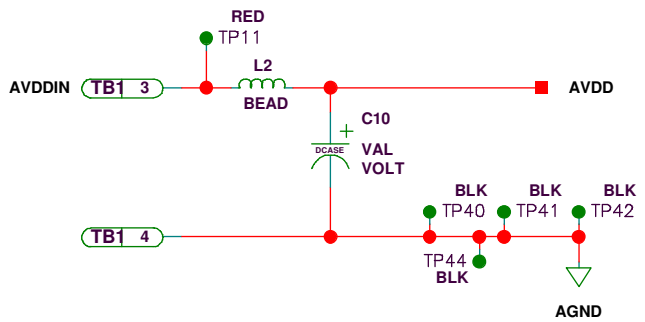 RED
TP11
L2
AVDDIN TB1 3 AVDD
BEAD
C10
+
DCASE VAL
VOLT
BLK BLK BLK
TP40 TP41 TP42
TB1 4
TP44
BLK
AGND